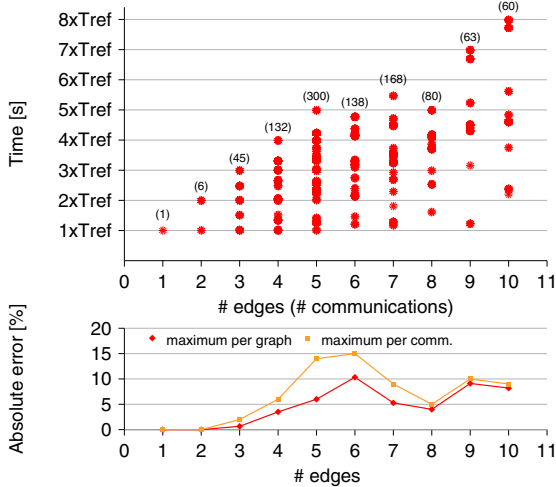 Time [s]
8xTref
7xTref
6xTref
5xTref
4xTref
3xTref
2xTref
1xTref
(1)
(6)
(45)
(132)
(300)
(138)
(168)
(80)
(63)
(60)
0 0 1 2 3 4 5 6 7 8 9 10 11
# edges (# communications)
Absolute error [%]
20
15
10
5
0
maximum per graph
maximum per comm.
0 1 2 3 4 5 6 7 8 9 10 11
# edges